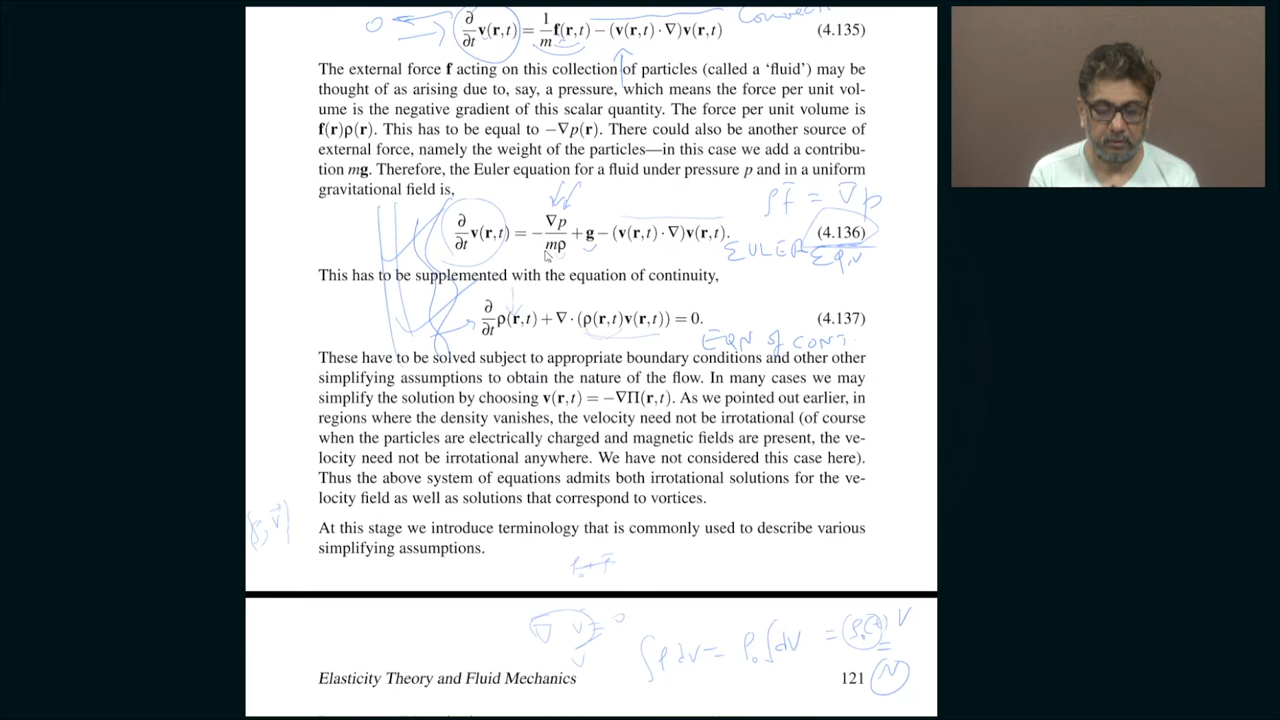 0
Convect
∂/∂t v(r,t) = 1/m f(r,t) − (v(r,t) · ∇)v(r,t) (4.135)
The external force f acting on this collection of particles (called a ‘fluid’) may be
thought of as arising due to, say, a pressure, which means the force per unit vol-
ume is the negative gradient of this scalar quantity. The force per unit volume is
f(r)ρ(r). This has to be equal to −∇p(r). There could also be another source of
external force, namely the weight of the particles—in this case we add a contribu-
tion mg. Therefore, the Euler equation for a fluid under pressure p and in a uniform
gravitational field is,
ρf = ∇p
∂/∂t v(r,t) = − ∇p/mρ + g − (v(r,t) · ∇)v(r,t). (4.136)
EULER EQN
This has to be supplemented with the equation of continuity,
∂/∂t ρ(r,t) + ∇ · (ρ(r,t)v(r,t)) = 0. (4.137)
EQN of CONT.
These have to be solved subject to appropriate boundary conditions and other other
simplifying assumptions to obtain the nature of the flow. In many cases we may
simplify the solution by choosing v(r,t) = −∇Π(r,t). As we pointed out earlier, in
regions where the density vanishes, the velocity need not be irrotational (of course
when the particles are electrically charged and magnetic fields are present, the ve-
locity need not be irrotational anywhere. We have not considered this case here).
Thus the above system of equations admits both irrotational solutions for the ve-
locity field as well as solutions that correspond to vortices.
At this stage we introduce terminology that is commonly used to describe various
simplifying assumptions.
∫ρ dV = ρ₀ ∫dV = (ρ₀(t)) V
= N
Elasticity Theory and Fluid Mechanics 121